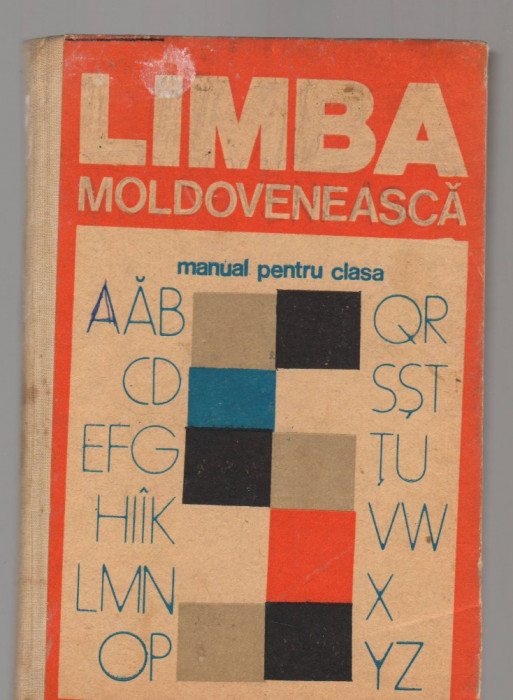 LIMBA
MOLDOVENEASCĂ
manual pentru clasa
AĂB
CD
EFG
HIÎK
LMN
OP
QR
SȘT
ȚU
VW
X
YZ